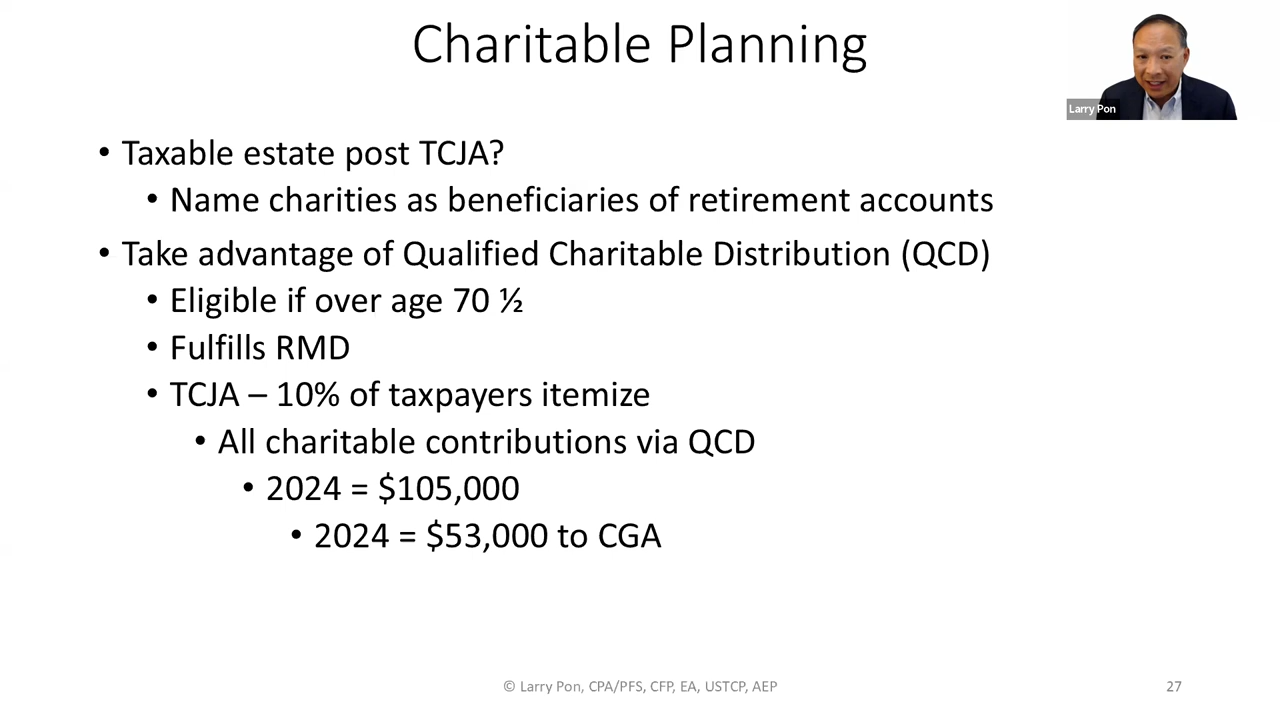 Charitable Planning
Larry Pon
• Taxable estate post TCJA?
• Name charities as beneficiaries of retirement accounts
• Take advantage of Qualified Charitable Distribution (QCD)
• Eligible if over age 70 ½
• Fulfills RMD
• TCJA – 10% of taxpayers itemize
• All charitable contributions via QCD
• 2024 = $105,000
• 2024 = $53,000 to CGA
© Larry Pon, CPA/PFS, CFP, EA, USTCP, AEP
27